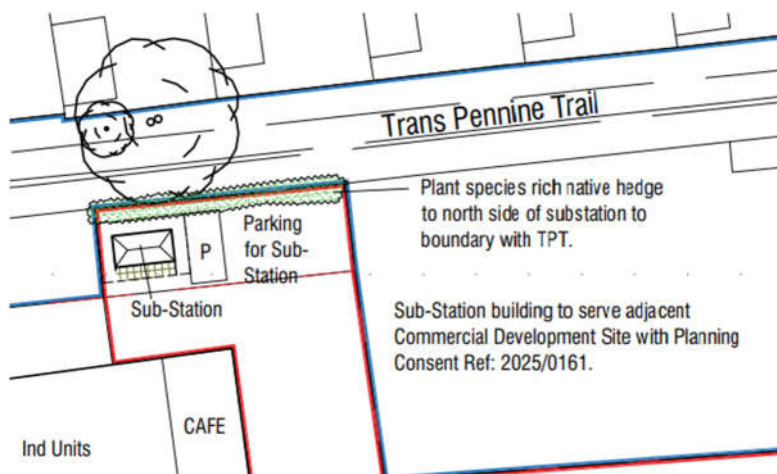 8
Trans Pennine Trail
Plant species rich native hedge
to north side of substation to
boundary with TPT.
P
Parking
for Sub-
Station
Sub-Station
Sub-Station building to serve adjacent
Commercial Development Site with Planning
Consent Ref: 2025/0161.
CAFE
Ind Units